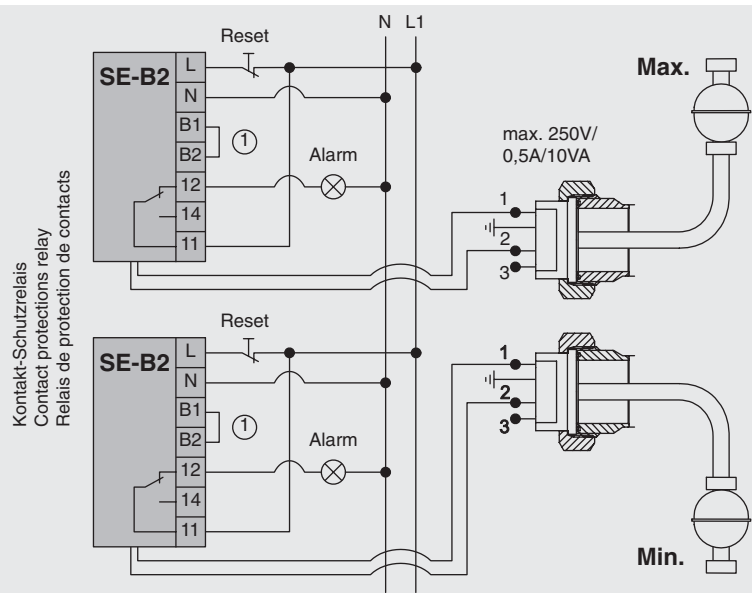 N L1
Reset
SE-B2
L
N
B1
B2
①
12
14
11
Alarm
Max.
max. 250V/
0,5A/10VA
1
2
3
Kontakt-Schutzrelais
Contact protections relay
Relais de protection de contacts
Reset
SE-B2
L
N
B1
B2
①
12
14
11
Alarm
1
2
3
Min.